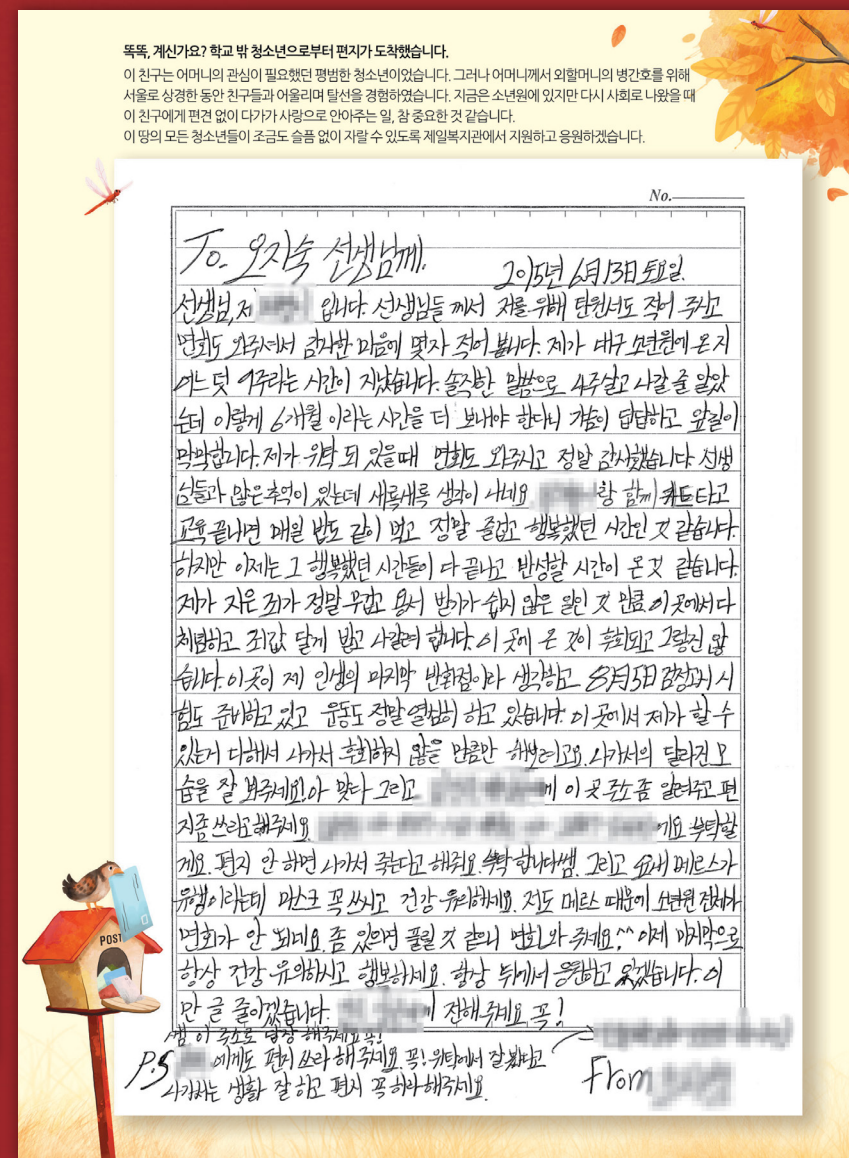 똑똑, 계신가요? 학교 밖 청소년으로부터 편지가 도착했습니다.
이 친구는 어머니의 관심이 필요했던 평범한 청소년이었습니다. 그러나 어머니께서 외할머니의 병간호를 위해
서울로 상경한 동안 친구들과 어울리며 탈선을 경험하였습니다. 지금은 소년원에 있지만 다시 사회로 나왔을 때
이 친구에게 편견 없이 다가가 사랑으로 안아주는 일, 참 중요한 것 같습니다.
이 땅의 모든 청소년들이 조금도 슬픔 없이 자랄 수 있도록 제일복지관에서 지원하고 응원하겠습니다.
No.
To. 오지숙 선생님께.
2015년 6月 13日 토요일.
선생님, 저 입니다. 선생님들 께서 저를 위해 탄원서도 적어 주시고
면회도 와주셔서 감사한 마음에 몇자 적어 봅니다. 제가 대구 소년원에 온 지
어느 덧 9주라는 시간이 지났습니다. 솔직한 말씀으로 4주살고 나갈 줄 알았
는데 이렇게 6개월 이라는 시간을 더 보내야 한다니 가슴이 답답하고 앞길이
막막합니다. 제가 위탁 되 있을때 면회도 와주시고 정말 감사했습니다. 선생
님들과 많은 추억이 있는데 새록새록 생각이 나네요. 랑 함께 카트타고
교육 끝나면 매일 밥도 같이 먹고 정말 즐겁고 행복했던 시간인 것 같습니다.
하지만 이제는 그 행복했던 시간들이 다 끝나고 반성할 시간이 온것 같습니다.
제가 지은 죄가 정말 무겁고 용서 받기가 쉽지 않은 일인 것 만큼 이 곳에서 다
체념하고 죄값 달게 받고 나갈려 합니다. 이 곳에 온 것이 후회되고 그렇진 않
습니다. 이곳이 제 인생의 마지막 반환점이라 생각하고 8月5日 검정고시 시
험도 준비하고 있고 운동도 정말 열심히 하고 있습니다. 이 곳에서 제가 할 수
있는거 다해서 나가서 후회하지 않을 만큼만 해보려고요. 나가서의 달라진 모
습을 잘 봐주세요! 아 맞다 그리고 에게 이 곳 주소 좀 알려주고 편
지좀 쓰라고해주세요. 에요 부탁할
게요. 편지 안 하면 나가서 죽는다고 해줘요. 부탁 합니다쌤. 그리고 요새 메르스가
유행이라는데 마스크 꼭 쓰시고 건강 유의하세요. 저도 메르스 때문에 소년원 전체가
면회가 안 되네요. 좀 있으면 풀릴 것 같으니 면회 와 주세요.^^ 이제 마지막으로
항상 건강 유의하시고 행복하세요. 항상 뒤에서 응원하고 있겠습니다. 이
만 글 줄이겠습니다. 전해 주세요. 꼭!
쌤 이 주소로 답장 해주세요 꼭!
P.S 에게도 편지 쓰라 해 주세요. 꼭! 위탁에서 잘 봤다고
나가서는 생활 잘 하고 편지 꼭 하라 해주세요.
From
POST